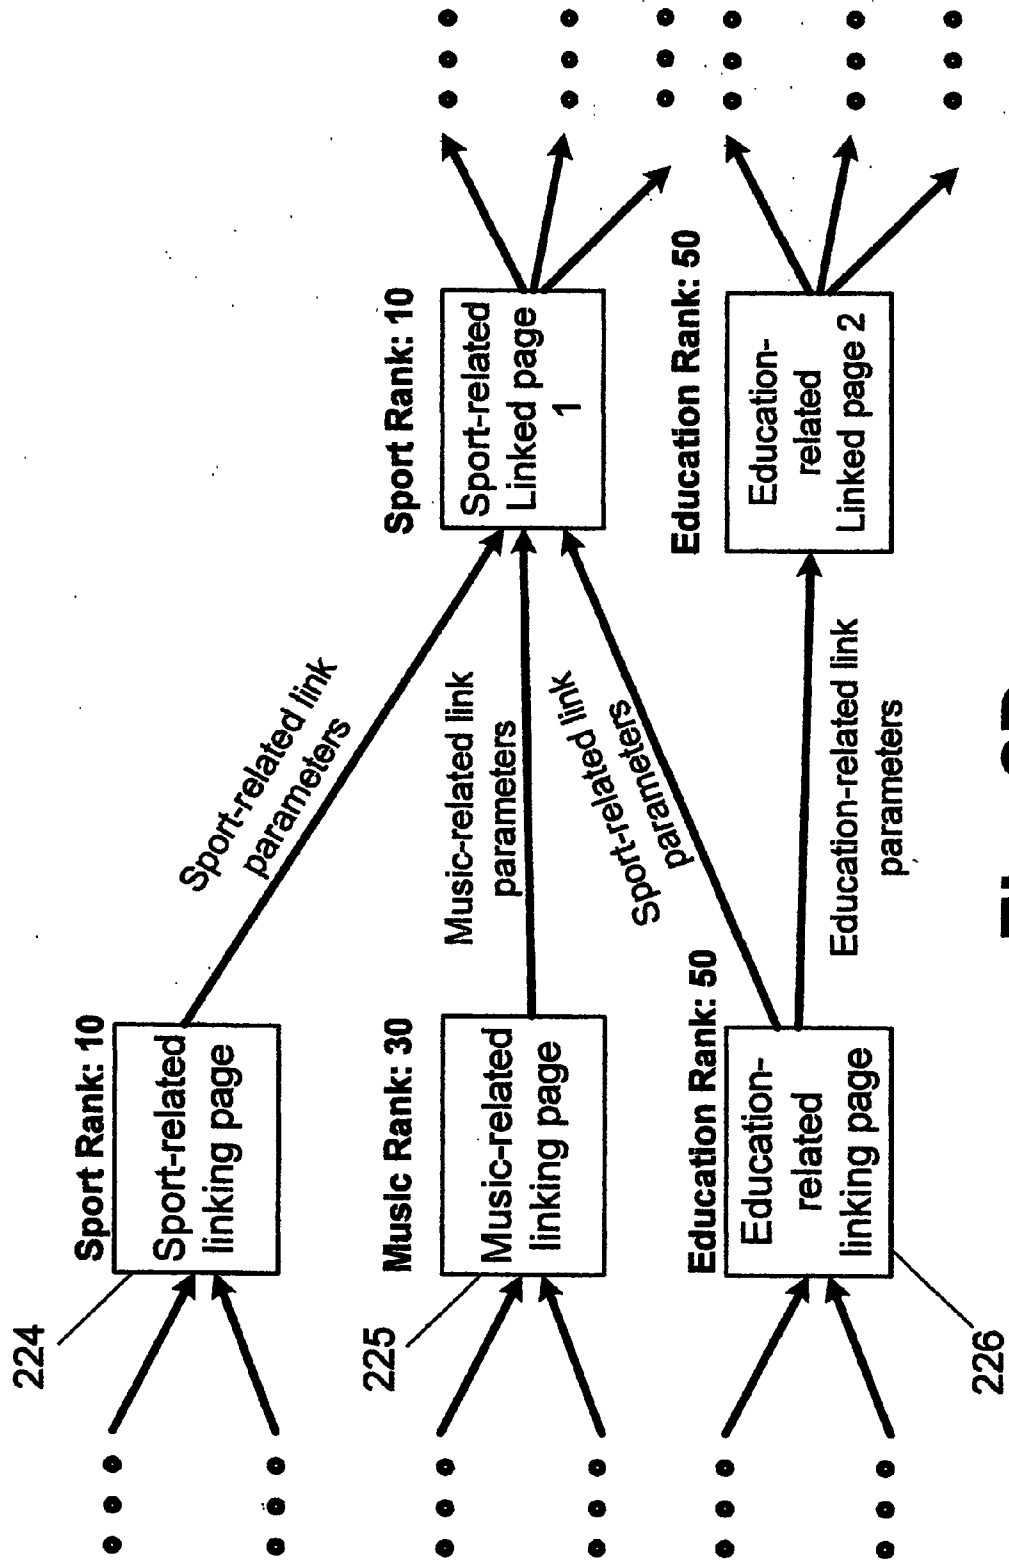 224
Sport Rank: 10
Sport-related
linking page
Sport-related link
parameters
225
Music Rank: 30
Music-related
linking page
Music-related link
parameters
Sport Rank: 10
Sport-related
Linked page
1
Sport-related link
parameters
226
Education Rank: 50
Education-
related
linking page
Education-related link
parameters
Education Rank: 50
Education-
related
Linked page 2